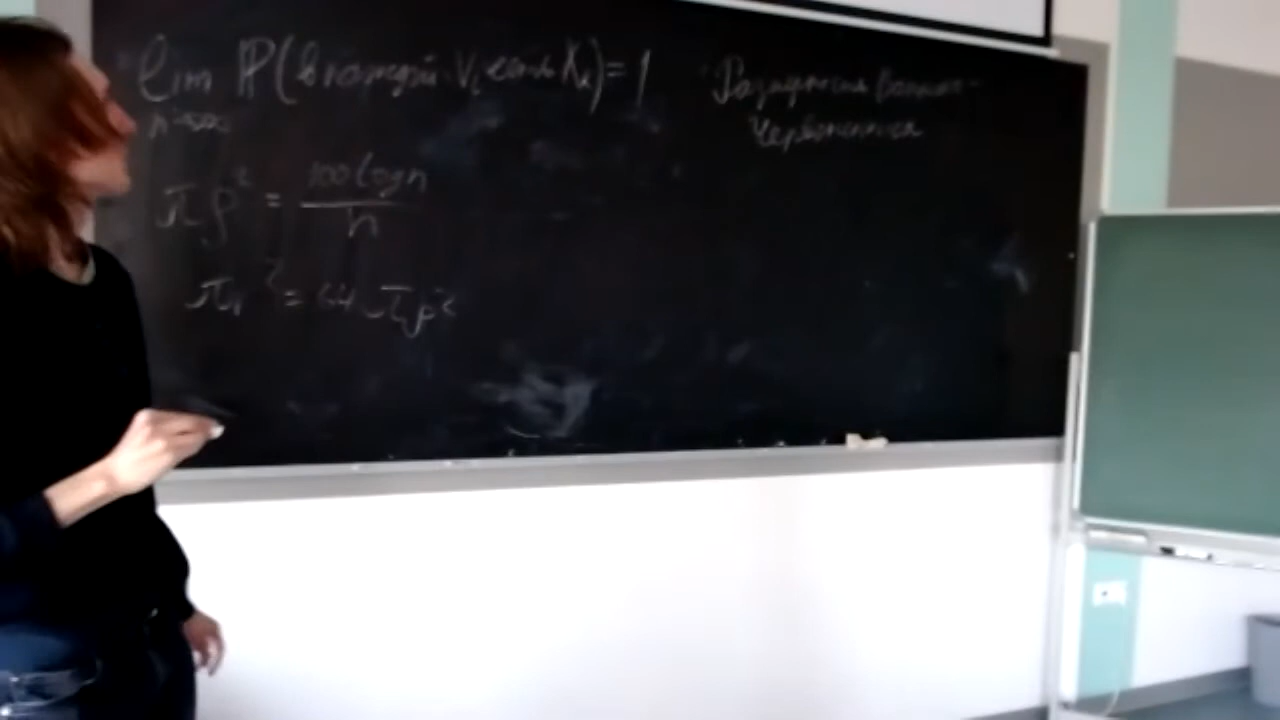 lim P(в каждой Vᵢ есть Xₖ) = 1
n→∞
πρ² = 100 log n / n
πr² = 64 πρ²
Размерность Вапника-
Червоненкиса